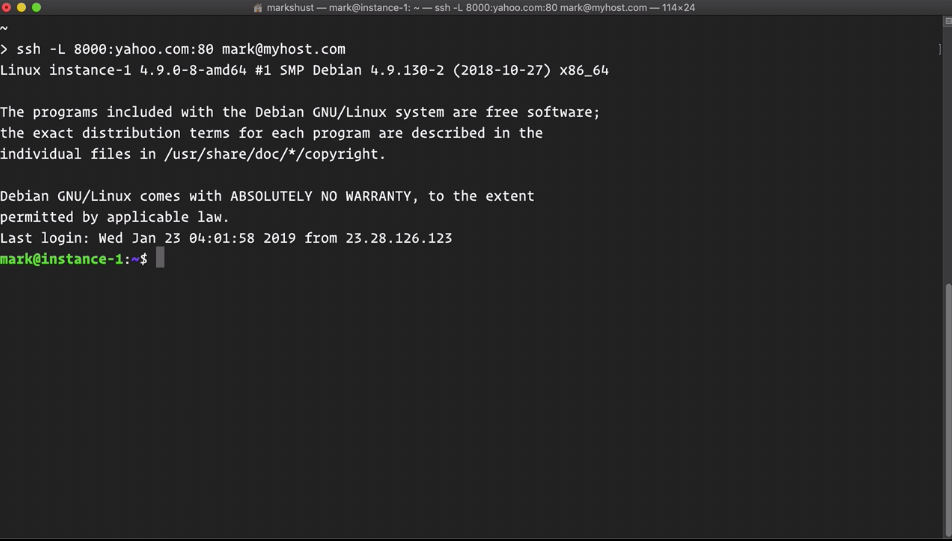 markshust — mark@instance-1: ~ — ssh -L 8000:yahoo.com:80 mark@myhost.com — 114×24
~
> ssh -L 8000:yahoo.com:80 mark@myhost.com
Linux instance-1 4.9.0-8-amd64 #1 SMP Debian 4.9.130-2 (2018-10-27) x86_64
The programs included with the Debian GNU/Linux system are free software;
the exact distribution terms for each program are described in the
individual files in /usr/share/doc/*/copyright.
Debian GNU/Linux comes with ABSOLUTELY NO WARRANTY, to the extent
permitted by applicable law.
Last login: Wed Jan 23 04:01:58 2019 from 23.28.126.123
mark@instance-1:~$